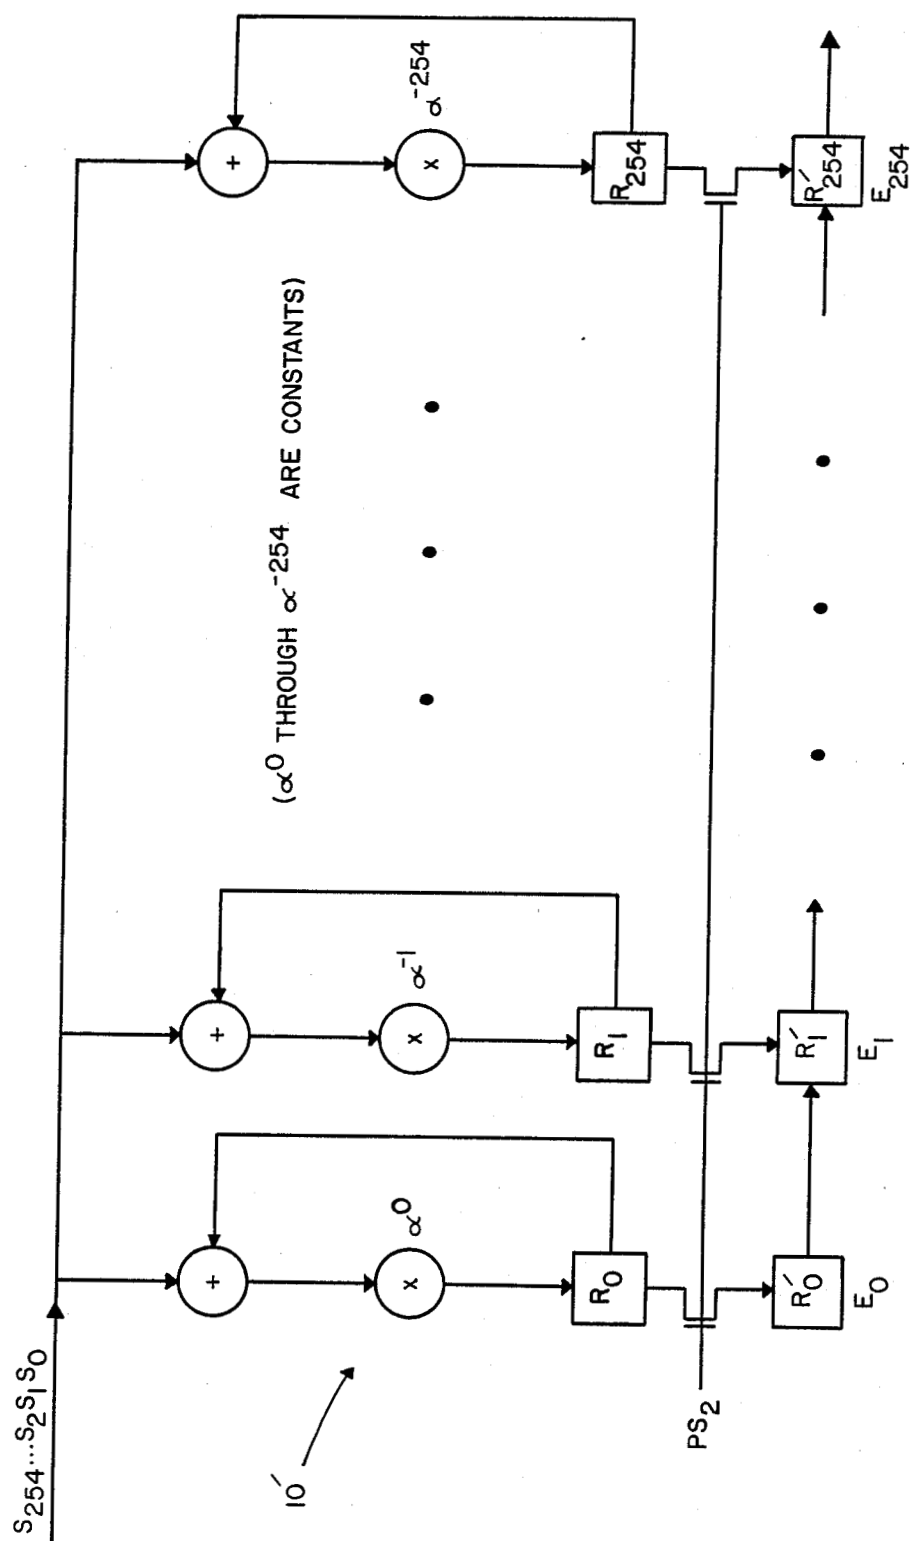 S₂₅₄...S₂S₁S₀
10′
+
+
+
(α⁰ THROUGH α⁻²⁵⁴ ARE CONSTANTS)
x α⁰
x α⁻¹
x α⁻²⁵⁴
R₀
R₁
R₂₅₄
PS₂
R′₀
R′₁
R′₂₅₄
E₀
E₁
E₂₅₄